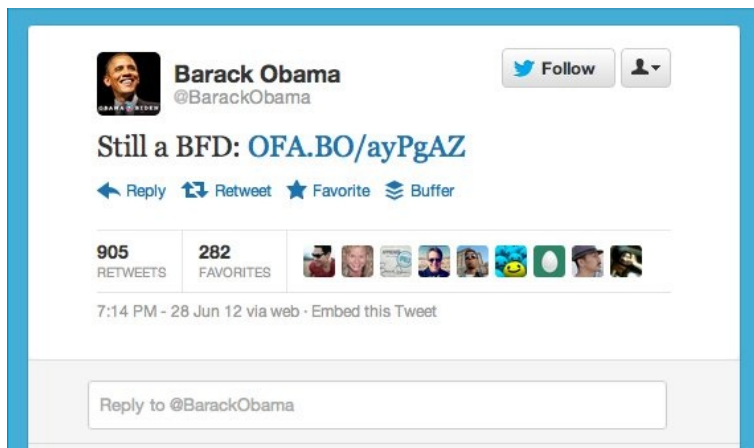 Barack Obama
@BarackObama
Follow
Still a BFD: OFA.BO/ayPgAZ
Reply Retweet Favorite Buffer
905 282
RETWEETS FAVORITES
7:14 PM - 28 Jun 12 via web · Embed this Tweet
Reply to @BarackObama